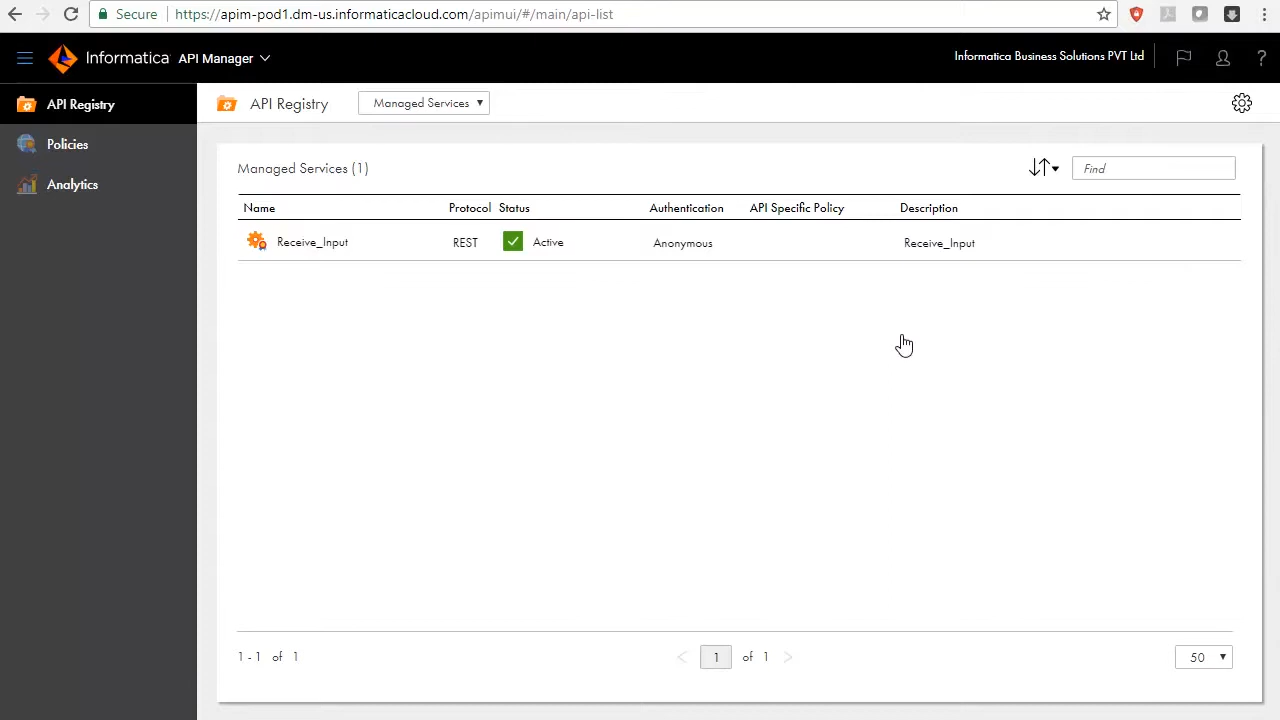 Secure https://apim-pod1.dm-us.informaticacloud.com/apimui/#/main/api-list
Informatica API Manager Informatica Business Solutions PVT Ltd ?
API Registry
Policies
Analytics
API Registry Managed Services
Managed Services (1) Find
Name Protocol Status Authentication API Specific Policy Description
Receive_Input REST Active Anonymous Receive_Input
1 - 1 of 1 < 1 of 1 > 50